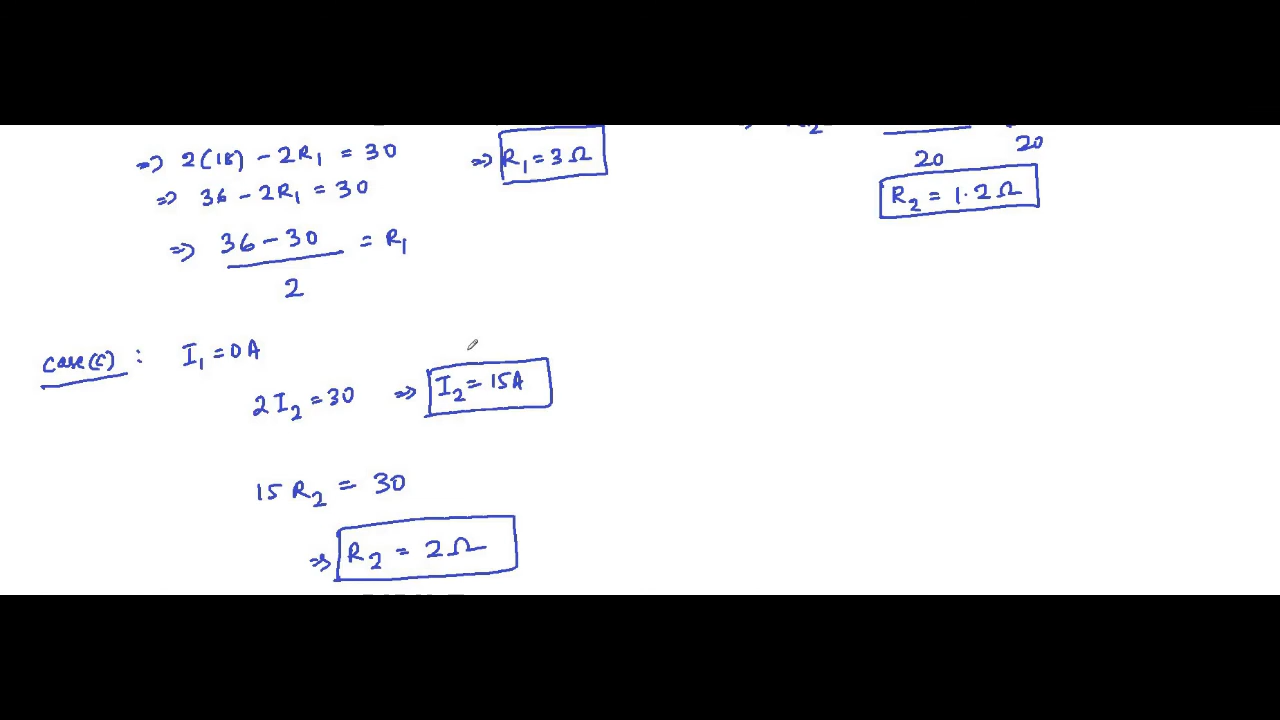 ⇒ 2(18) - 2R₁ = 30
⇒ 36 - 2R₁ = 30
⇒ 36 - 30 / 2 = R₁
⇒ R₁ = 3 Ω
20
20
R₂ = 1.2 Ω
Case(c) : I₁ = 0A
2I₂ = 30 ⇒ I₂ = 15A
15 R₂ = 30
⇒ R₂ = 2Ω